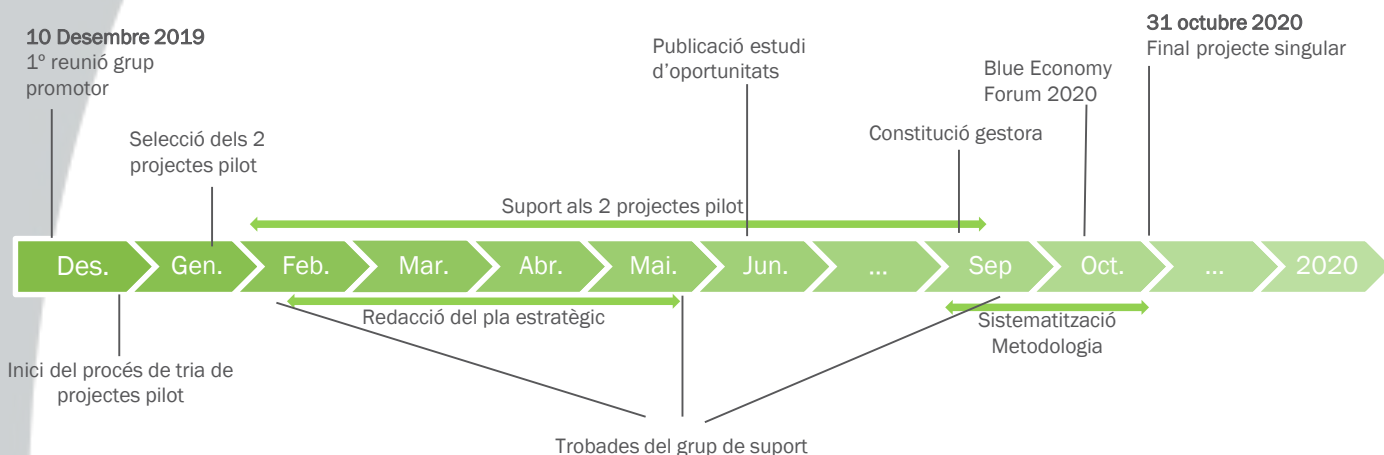 10 Desembre 2019
1º reunió grup
promotor
Selecció dels 2
projectes pilot
Publicació estudi
d'oportunitats
Blue Economy
Forum 2020
31 octubre 2020
Final projecte singular
Constitució gestora
Suport als 2 projectes pilot
Des.
Gen.
Feb.
Mar.
Abr.
Mai.
Jun.
...
Sep
Oct.
...
2020
Redacció del pla estratègic
Sistematització
Metodologia
Inici del procés de tria de
projectes pilot
Trobades del grup de suport